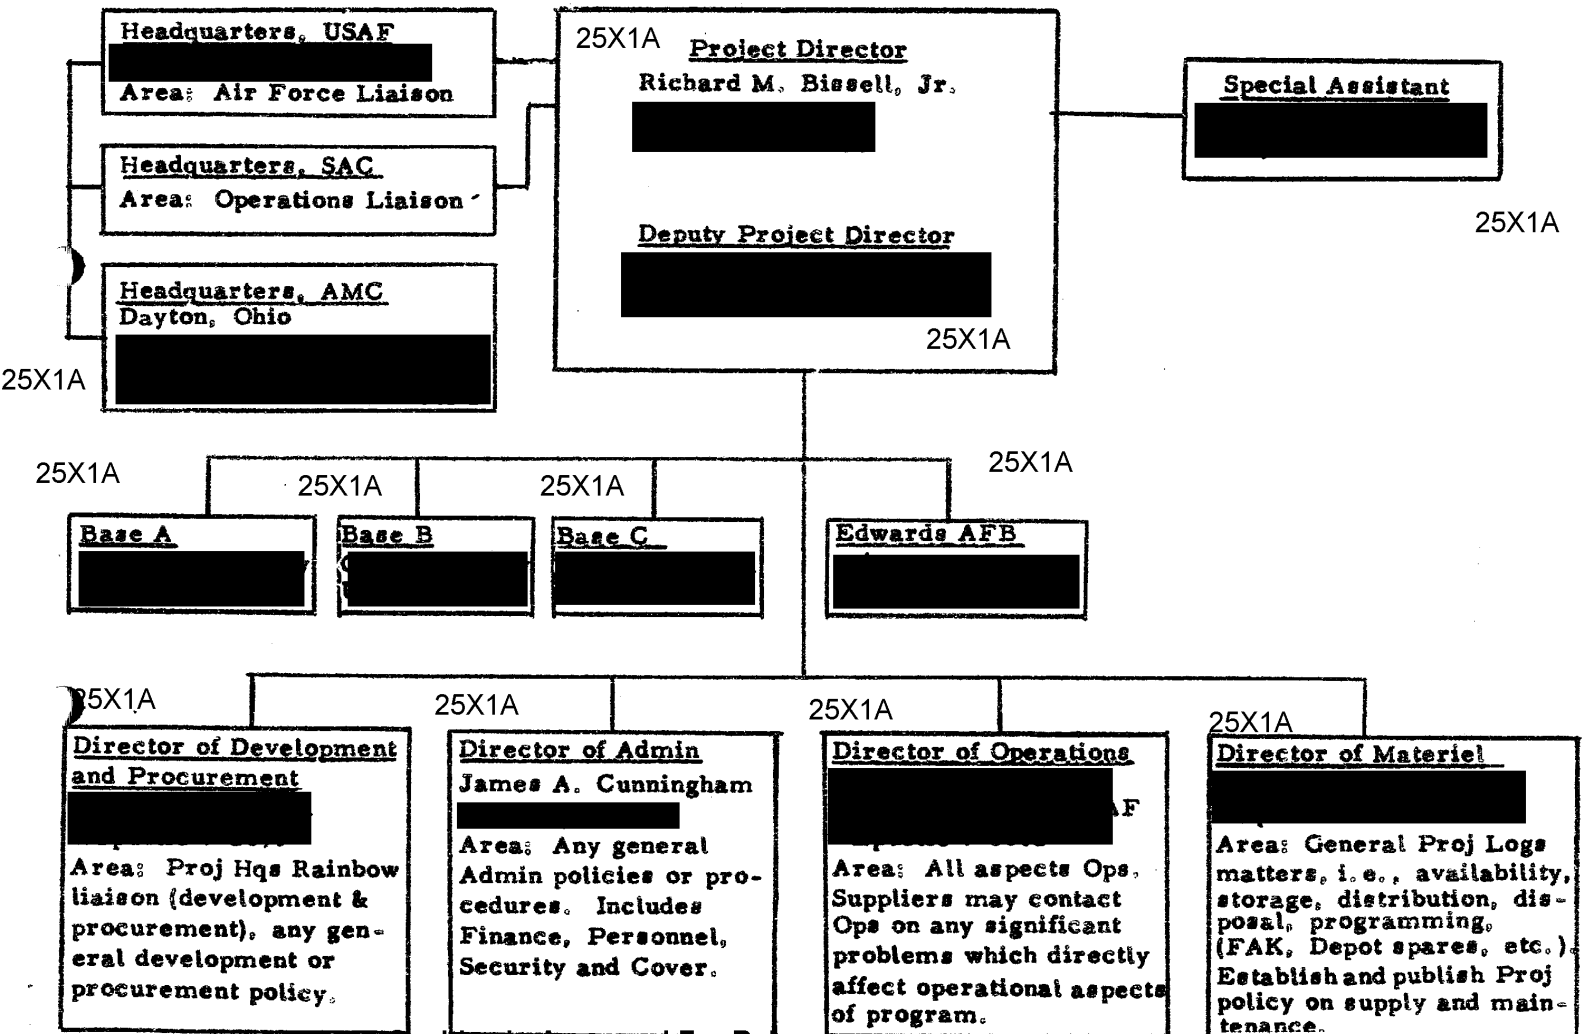 Headquarters, USAF
Area: Air Force Liaison
Headquarters, SAC
Area: Operations Liaison
Headquarters, AMC
Dayton, Ohio
25X1A
25X1A
Project Director
Richard M. Bissell, Jr.
Deputy Project Director
25X1A
Special Assistant
25X1A
25X1A
25X1A
25X1A
25X1A
Base A
Base B
Base C
Edwards AFB
25X1A
Director of Development
and Procurement
Area: Proj Hqs Rainbow
liaison (development &
procurement), any gen-
eral development or
procurement policy.
25X1A
Director of Admin
James A. Cunningham
Area: Any general
Admin policies or pro-
cedures. Includes
Finance, Personnel,
Security and Cover.
25X1A
Director of Operations
Area: All aspects Ops.
Suppliers may contact
Ops on any significant
problems which directly
affect operational aspects
of program.
25X1A
Director of Materiel
Area: General Proj Logs
matters, i.e., availability,
storage, distribution, dis-
posal, programming,
(FAK, Depot spares, etc.).
Establish and publish Proj
policy on supply and main-
tenance.